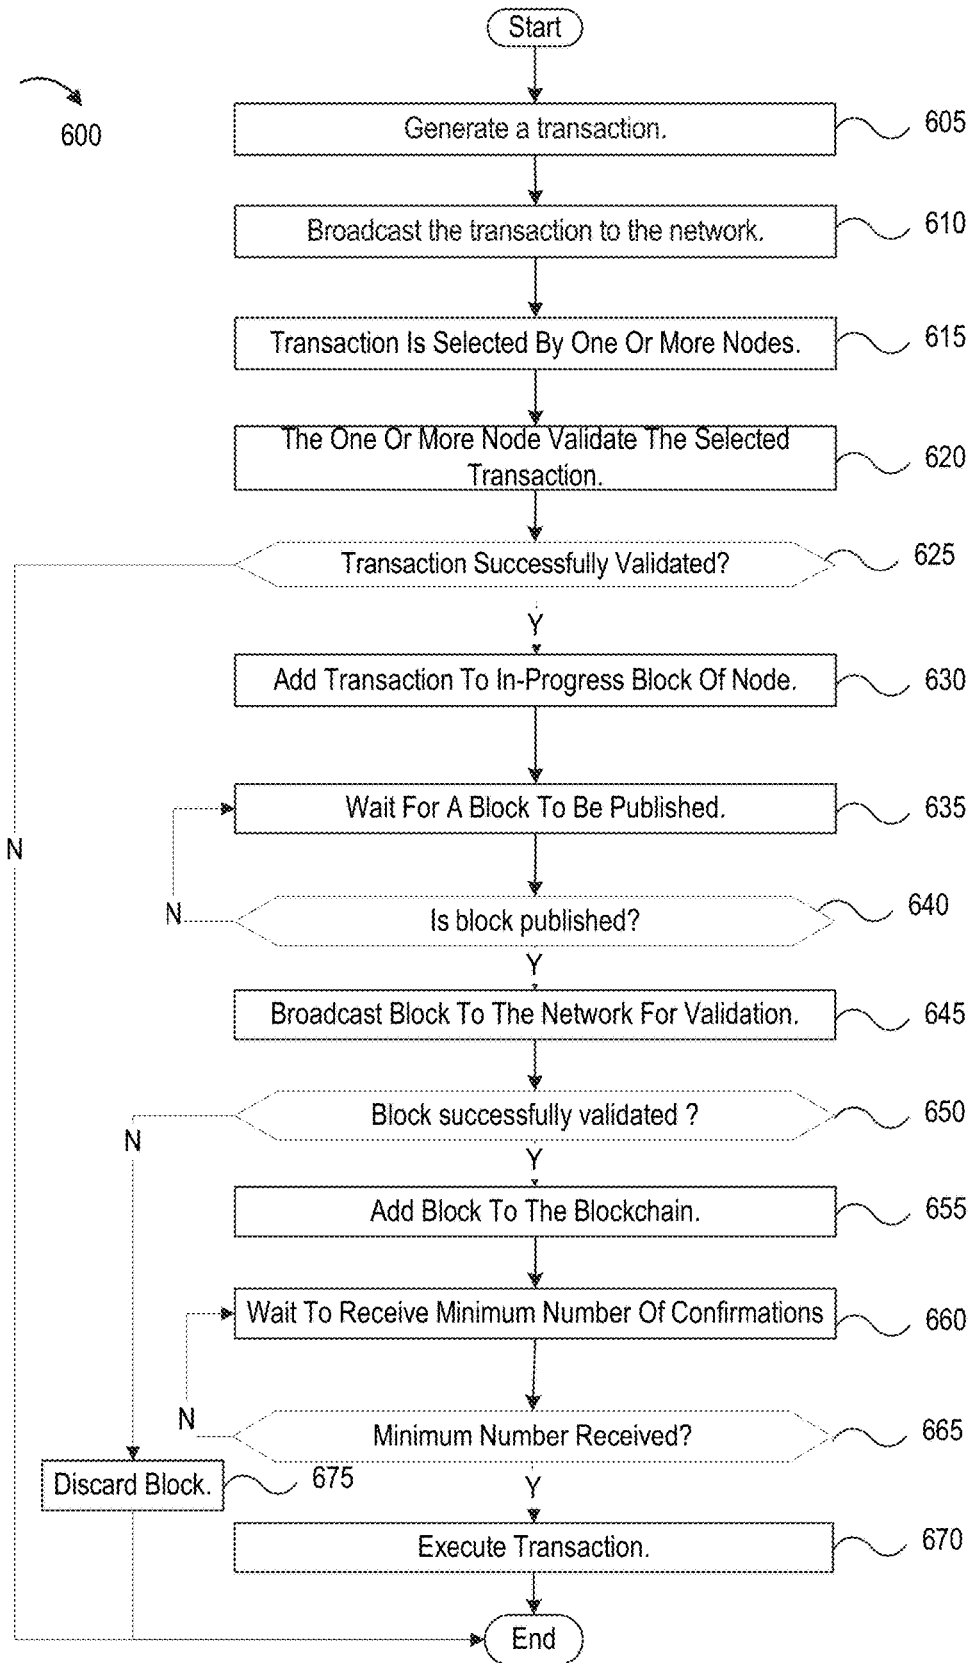 Start
600
Generate a transaction.
605
Broadcast the transaction to the network.
610
Transaction Is Selected By One Or More Nodes.
615
The One Or More Node Validate The Selected
Transaction.
620
Transaction Successfully Validated?
625
Y
Add Transaction To In-Progress Block Of Node.
630
Wait For A Block To Be Published.
635
N
N
Is block published?
640
Y
Broadcast Block To The Network For Validation.
645
Block successfully validated ?
650
N
Y
Add Block To The Blockchain.
655
Wait To Receive Minimum Number Of Confirmations
660
N
Minimum Number Received?
665
Discard Block.
675
Y
Execute Transaction.
670
End